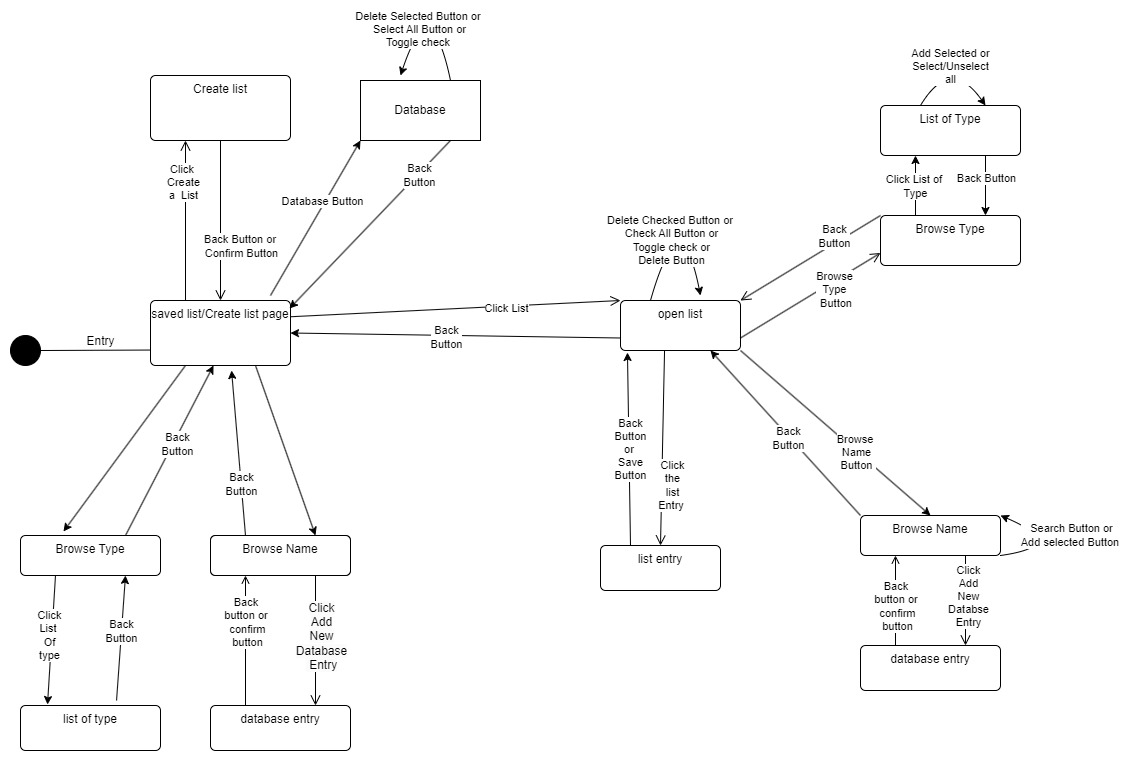 Delete Selected Button or
Select All Button or
Toggle check
Add Selected or
Select/Unselect
all
Create list
Database
List of Type
Click
Create
a List
Back
Button
Click List of
Type
Back Button
Database Button
Back Button or
Confirm Button
Delete Checked Button or
Check All Button or
Toggle check or
Delete Button
Back
Button
Browse Type
Browse
Type
Button
saved list/Create list page
Click List
open list
Entry
Back
Button
Back
Button
Back
Button
Back
Button
or
Save
Button
Click
the
list
Entry
Back
Button
Browse
Name
Button
Browse Type
Browse Name
list entry
Browse Name
Search Button or
Add selected Button
Click
List
Of
type
Back
Button
Back
button or
confirm
button
Click
Add
New
Database
Entry
Back
button or
confirm
button
Click
Add
New
Databse
Entry
database entry
list of type
database entry